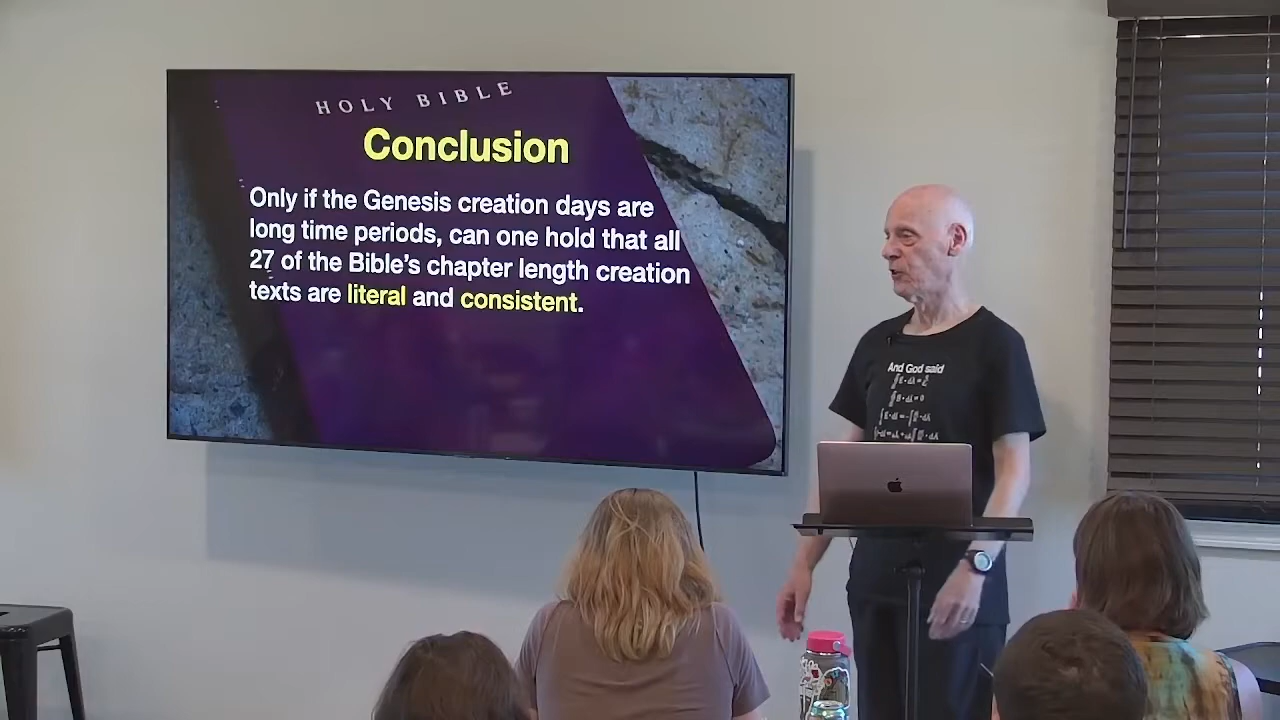 HOLY BIBLE
Conclusion
Only if the Genesis creation days are
long time periods, can one hold that all
27 of the Bible's chapter length creation
texts are literal and consistent.
And God said